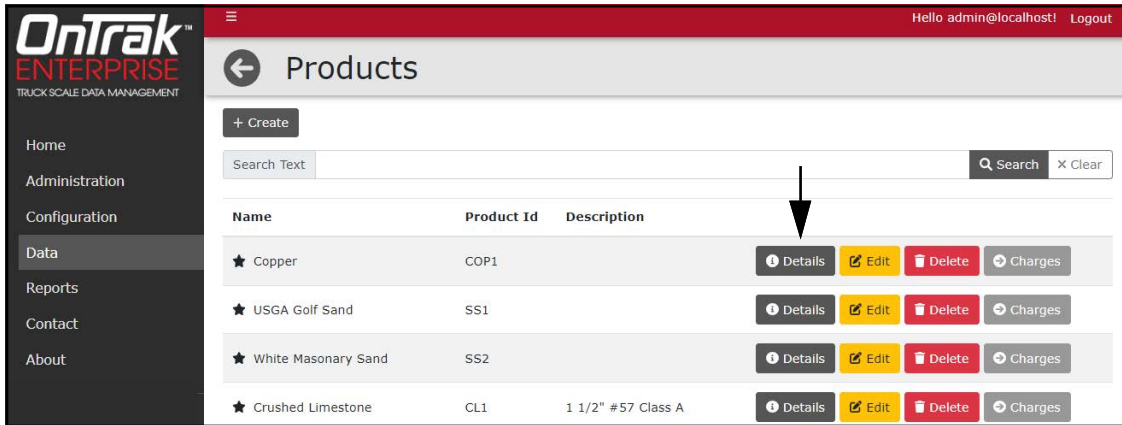 OnTrak™
ENTERPRISE
TRUCK SCALE DATA MANAGEMENT
Home
Administration
Configuration
Data
Reports
Contact
About
Hello admin@localhost! Logout
Products
+ Create
Search Text Search × Clear
Name Product Id Description
Copper COP1 Details Edit Delete Charges
USGA Golf Sand SS1 Details Edit Delete Charges
White Masonary Sand SS2 Details Edit Delete Charges
Crushed Limestone CL1 1 1/2" #57 Class A Details Edit Delete Charges